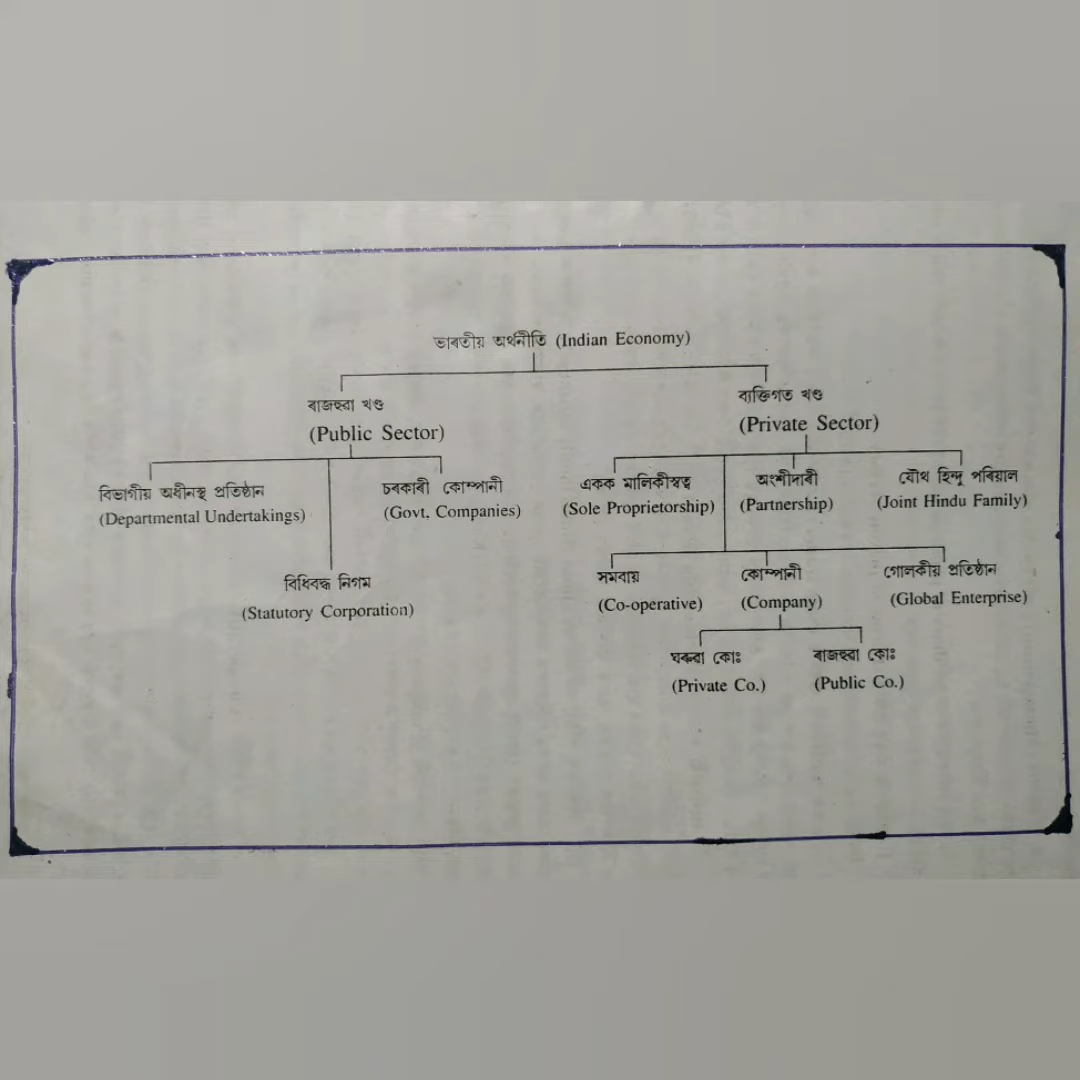 ভাৰতীয় অৰ্থনীতি (Indian Economy)
ৰাজহুৱা খণ্ড
(Public Sector)
ব্যক্তিগত খণ্ড
(Private Sector)
বিভাগীয় অধীনস্থ প্ৰতিষ্ঠান
(Departmental Undertakings)
চৰকাৰী কোম্পানী
(Govt. Companies)
একক মালিকীস্বত্ব
(Sole Proprietorship)
অংশীদাৰী
(Partnership)
যৌথ হিন্দু পৰিয়াল
(Joint Hindu Family)
বিধিবদ্ধ নিগম
(Statutory Corporation)
সমবায়
(Co-operative)
কোম্পানী
(Company)
গোলকীয় প্ৰতিষ্ঠান
(Global Enterprise)
ঘৰুৱা কোঃ
(Private Co.)
ৰাজহুৱা কোঃ
(Public Co.)